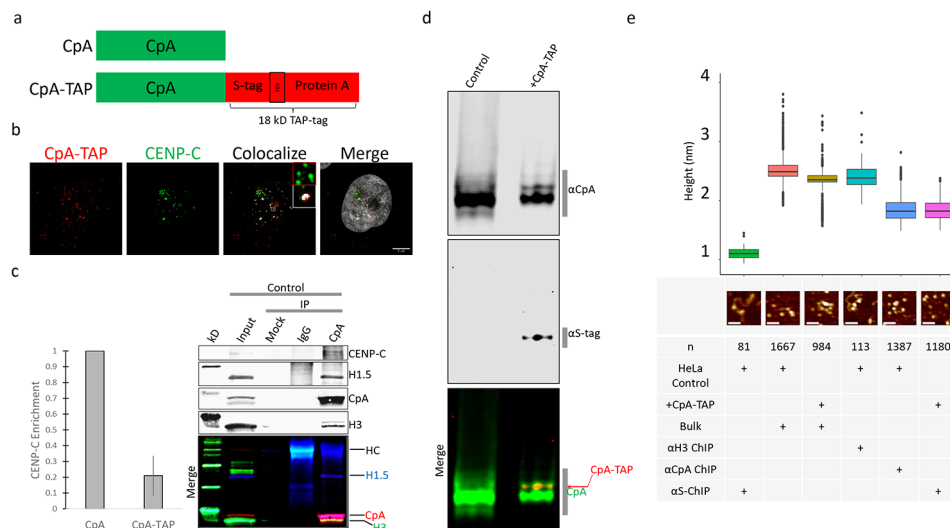 a
CpA
CpA
CpA-TAP
CpA
S-tag
Protein A
18 kD TAP-tag
b
CpA-TAP
CENP-C
Colocalize
Merge
c
CENP-C Enrichment
1
0.9
0.8
0.7
0.6
0.5
0.4
0.3
0.2
0.1
0
CpA
CpA-TAP
Control
IP
kD
Input
Mock
IgG
CpA
CENP-C
H1.5
CpA
H3
Merge
HC
H1.5
CpA
H3
d
Control
+CpA-TAP
αCpA
αS-tag
Merge
CpA-TAP
CpA
e
Height (nm)
4
3
2
1
n 81 1667 984 113 1387 1180
HeLa Control + + + +
+CpA-TAP + +
Bulk + +
αH3 ChIP +
αCpA ChIP +
αS-ChIP + +